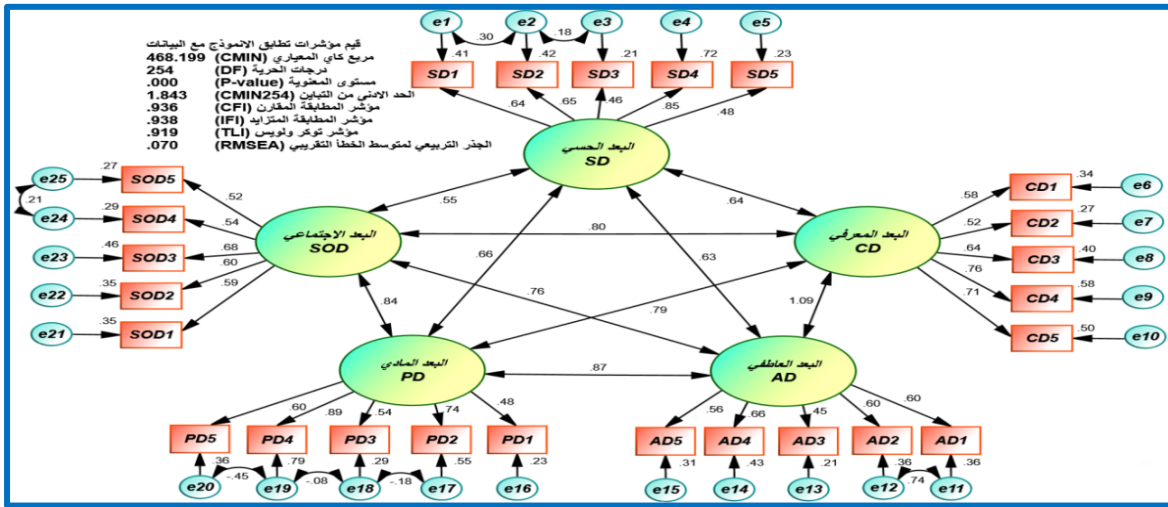 قيم مؤشرات تطابق الانموذج مع البيانات
مربع كاي المعياري (CMIN) 468.199
درجات الحرية (DF) 254
مستوى المعنوية (P-value) .000
الحد الادنى من التباين (CMIN254) 1.843
مؤشر المطابقة المقارن (CFI) .936
مؤشر المطابقة المتزايد (IFI) .938
مؤشر توكر ولويس (TLI) .919
الجذر التربيعي لمتوسط الخطأ التقريبي (RMSEA) .070
e1 e2 e3 e4 e5
.30 .18
.41 .42 .21 .72 .23
SD1 SD2 SD3 SD4 SD5
.64 .65 .46 .85 .48
البعد الحسي
SD
e25 .27 SOD5 .52
.21
e24 .29 SOD4 .54
e23 .46 SOD3 .68
e22 .35 SOD2 .60
e21 .35 SOD1 .59
البعد الاجتماعي
SOD
.58 CD1 .34 e6
.52 CD2 .27 e7
.64 CD3 .40 e8
.76 CD4 .58 e9
.71 CD5 .50 e10
البعد المعرفي
CD
.55 .64
.80
.66 .63
.84 .76 .79 1.09
.87
البعد المادي
PD
البعد العاطفي
AD
.60 .89 .54 .74 .48
PD5 PD4 PD3 PD2 PD1
.36 .79 .29 .55 .23
e20 e19 e18 e17 e16
-.45 -.08 -.18
.56 .66 .45 .60 .60
AD5 AD4 AD3 AD2 AD1
.31 .43 .21 .36 .36
e15 e14 e13 e12 e11
.74